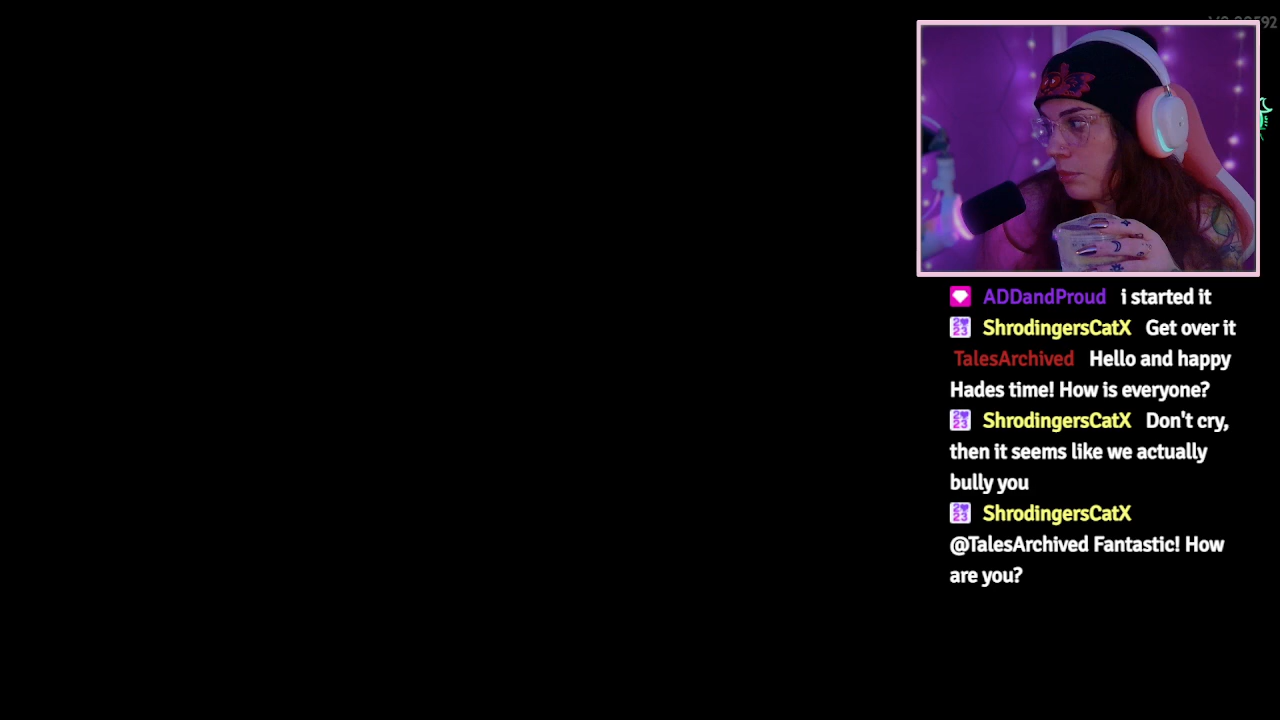 ADDandProud i started it
ShrodingersCatX Get over it
TalesArchived Hello and happy
Hades time! How is everyone?
ShrodingersCatX Don't cry,
then it seems like we actually
bully you
ShrodingersCatX
@TalesArchived Fantastic! How
are you?